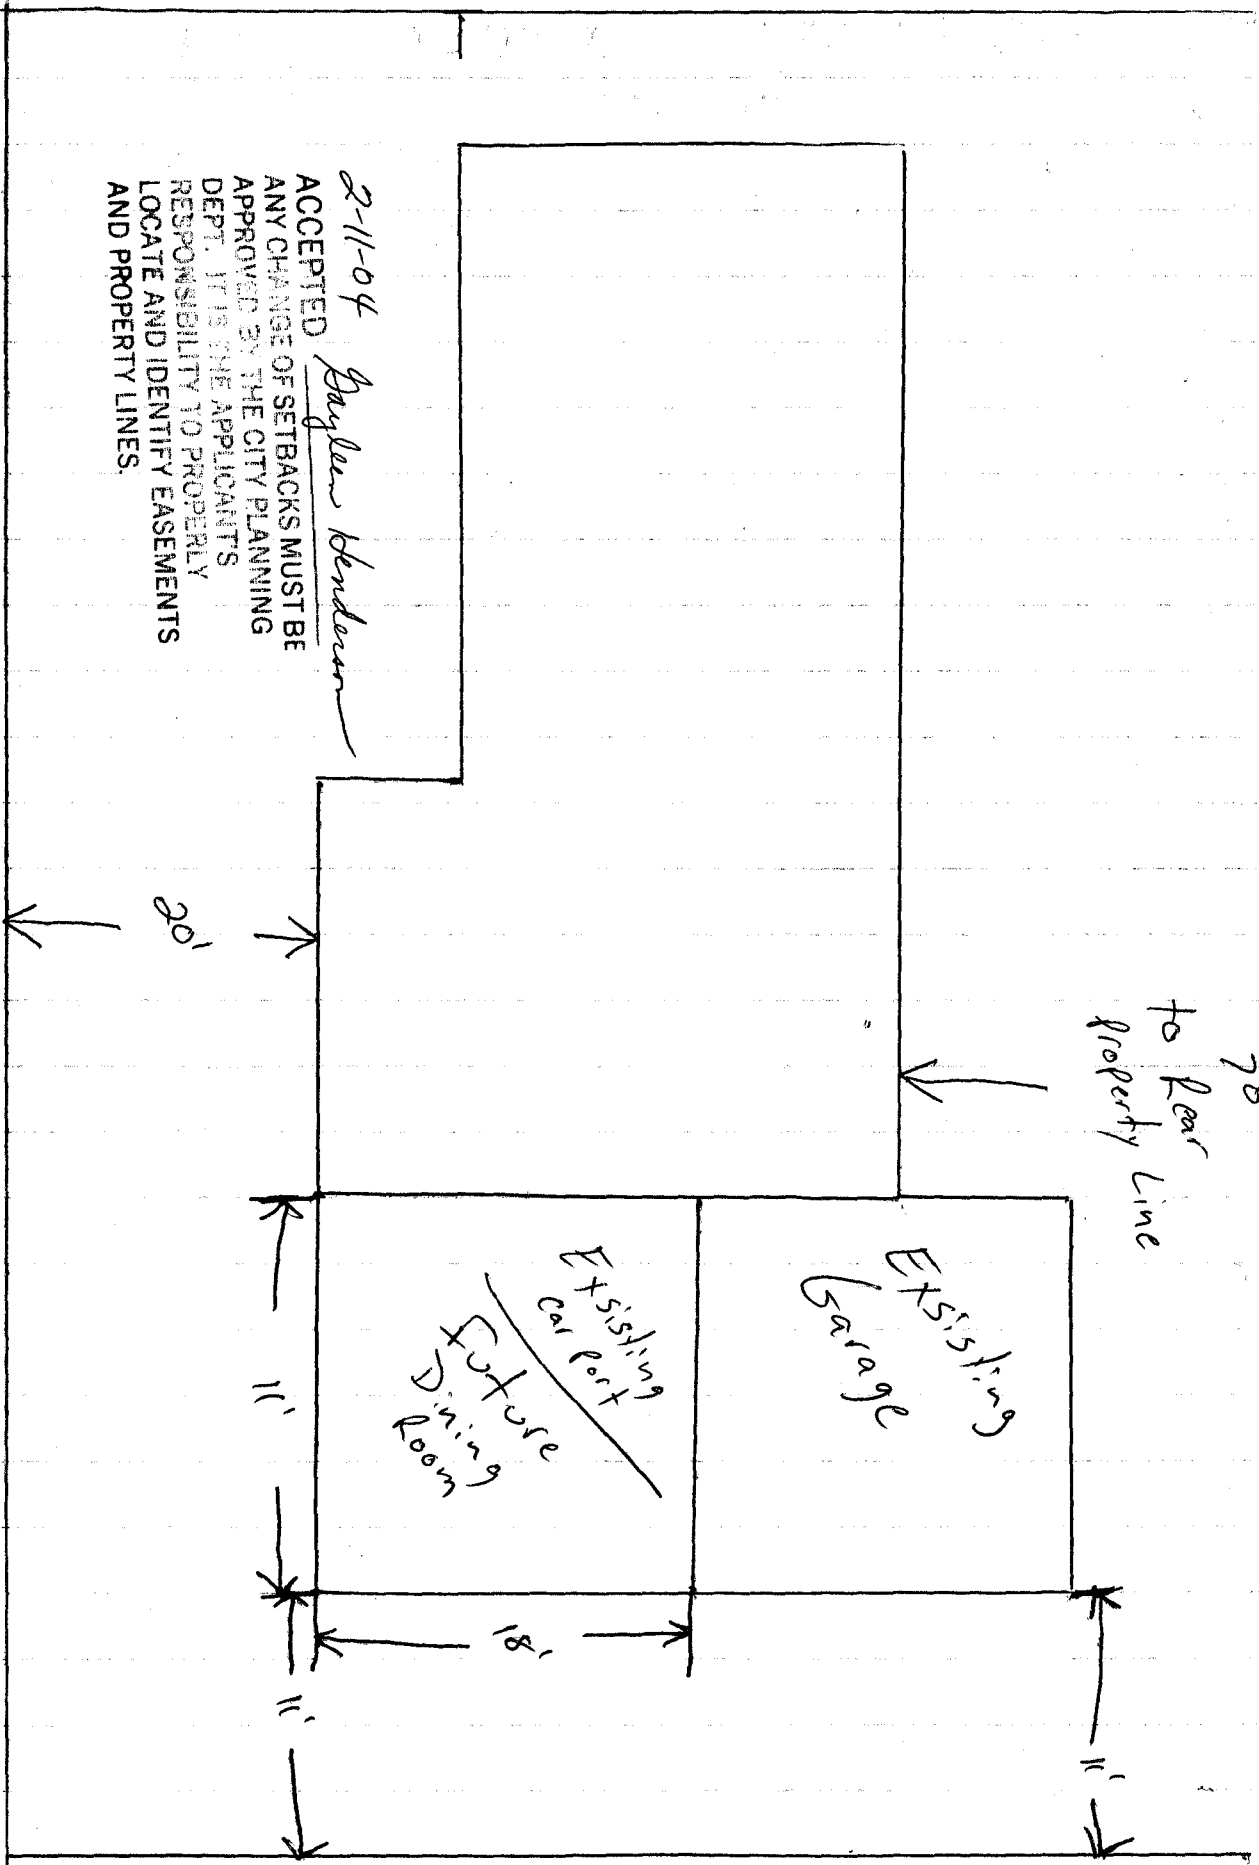 70
to Rear
property Line
Exsisting
Garage
Exsisting
car port
Future
Dining
Room
11'
18'
11'
11'
20'
2-11-04
ACCEPTED Gayleen Henderson
ANY CHANGE OF SETBACKS MUST BE
APPROVED BY THE CITY PLANNING
DEPT. IT IS THE APPLICANT'S
RESPONSIBILITY TO PROPERLY
LOCATE AND IDENTIFY EASEMENTS
AND PROPERTY LINES.